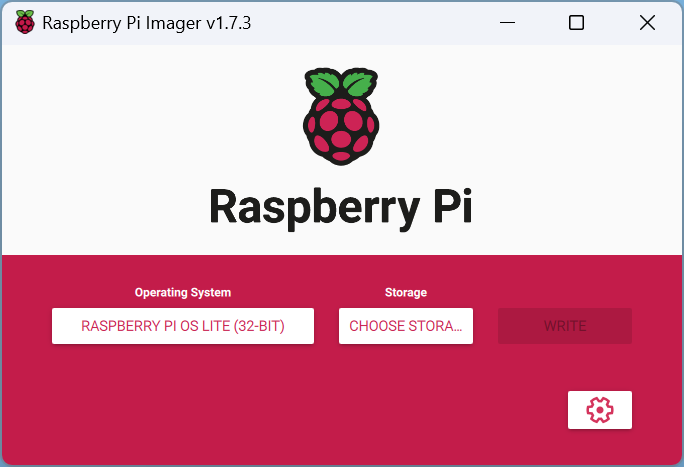 Raspberry Pi Imager v1.7.3
Raspberry Pi
Operating System
Storage
RASPBERRY PI OS LITE (32-BIT)
CHOOSE STORA...
WRITE